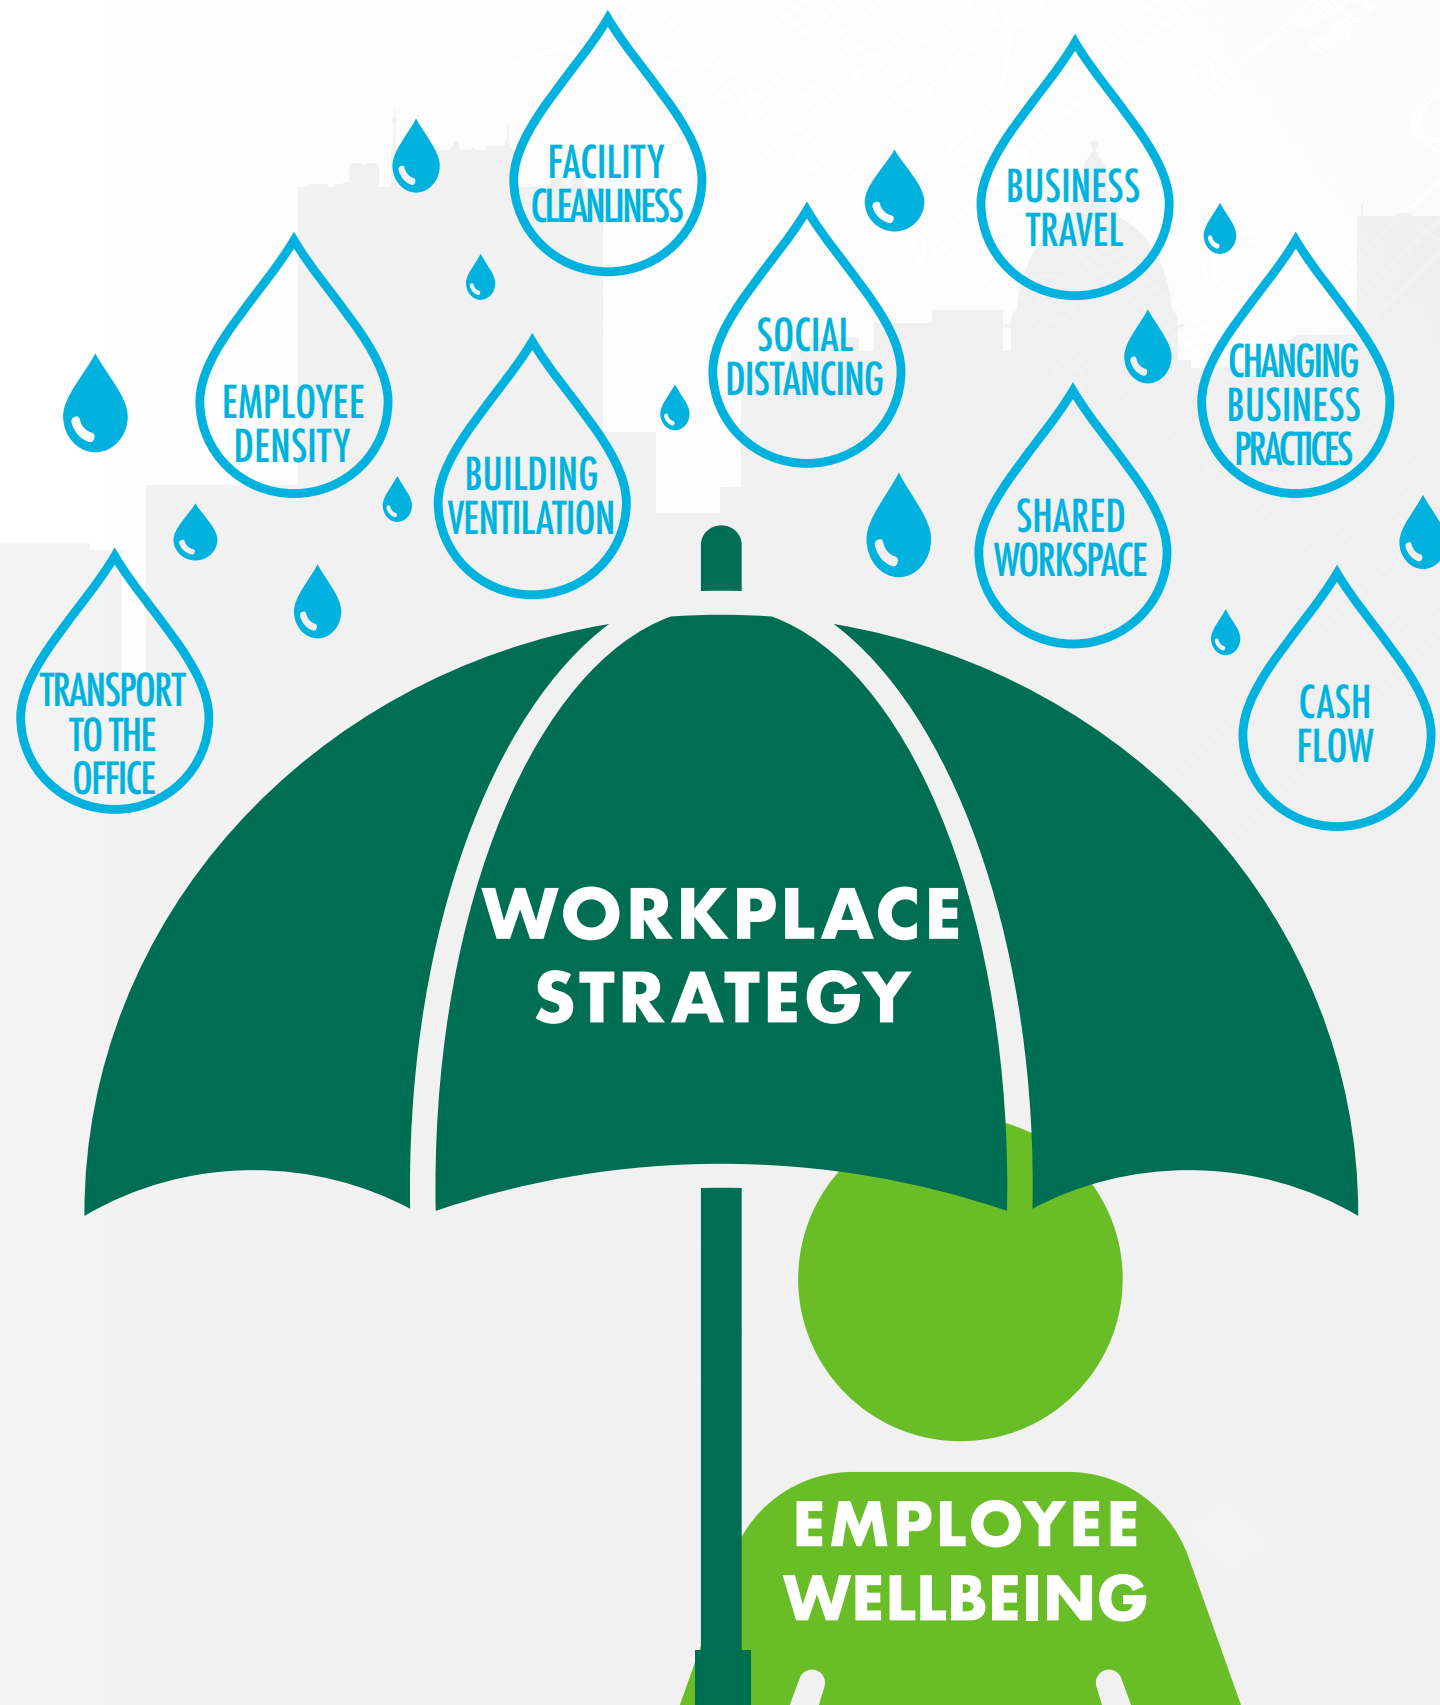 FACILITY
CLEANLINESS
BUSINESS
TRAVEL
SOCIAL
DISTANCING
CHANGING
BUSINESS
PRACTICES
EMPLOYEE
DENSITY
BUILDING
VENTILATION
SHARED
WORKSPACE
TRANSPORT
TO THE
OFFICE
CASH
FLOW
WORKPLACE
STRATEGY
EMPLOYEE
WELLBEING